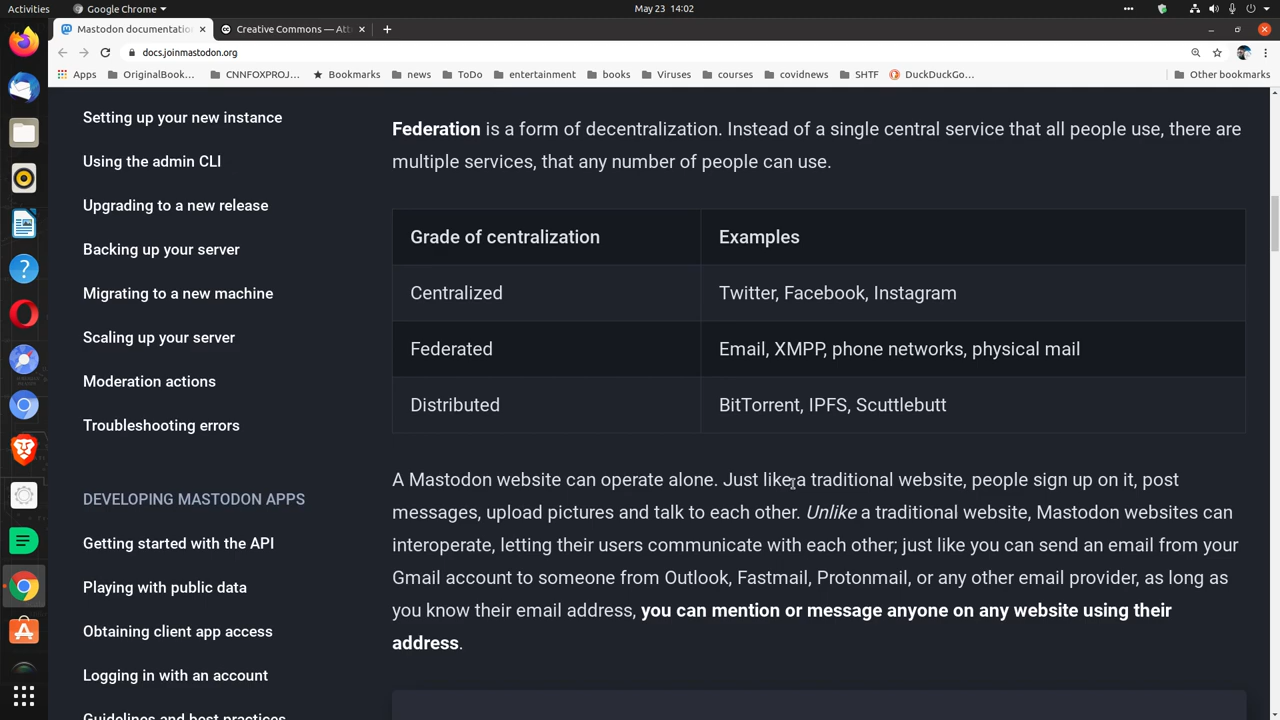 Activities
Google Chrome
May 23 14:02
Mastodon documentation
Creative Commons — Att
docs.joinmastodon.org
Apps
OriginalBook...
CNNFOXPROJ...
Bookmarks
news
ToDo
entertainment
books
Viruses
courses
covidnews
SHTF
DuckDuckGo...
Other bookmarks
Setting up your new instance
Using the admin CLI
Upgrading to a new release
Backing up your server
Migrating to a new machine
Scaling up your server
Moderation actions
Troubleshooting errors
DEVELOPING MASTODON APPS
Getting started with the API
Playing with public data
Obtaining client app access
Logging in with an account
Guidelines and best practices
Federation is a form of decentralization. Instead of a single central service that all people use, there are
multiple services, that any number of people can use.
Grade of centralization
Examples
Centralized
Twitter, Facebook, Instagram
Federated
Email, XMPP, phone networks, physical mail
Distributed
BitTorrent, IPFS, Scuttlebutt
A Mastodon website can operate alone. Just like a traditional website, people sign up on it, post
messages, upload pictures and talk to each other. Unlike a traditional website, Mastodon websites can
interoperate, letting their users communicate with each other; just like you can send an email from your
Gmail account to someone from Outlook, Fastmail, Protonmail, or any other email provider, as long as
you know their email address, you can mention or message anyone on any website using their
address.